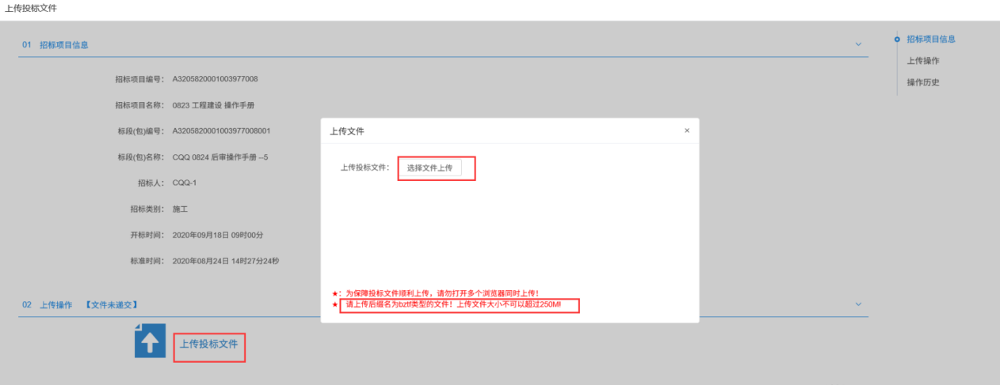 上传投标文件
01 招标项目信息
招标项目编号： A3205820001003977008
招标项目名称： 0823 工程建设 操作手册
标段(包)编号： A3205820001003977008001
标段(包)名称： CQQ 0824 后审操作手册 --5
招标人： CQQ-1
招标类别： 施工
开标时间： 2020年09月18日 09时00分
标准时间： 2020年08月24日 14时27分24秒
02 上传操作 【文件未递交】
上传投标文件
上传文件 ×
上传投标文件： 选择文件上传
★：为保障投标文件顺利上传，请勿打开多个浏览器同时上传！
★ 请上传后缀名为bztf类型的文件！上传文件大小不可以超过250M!
招标项目信息
上传操作
操作历史